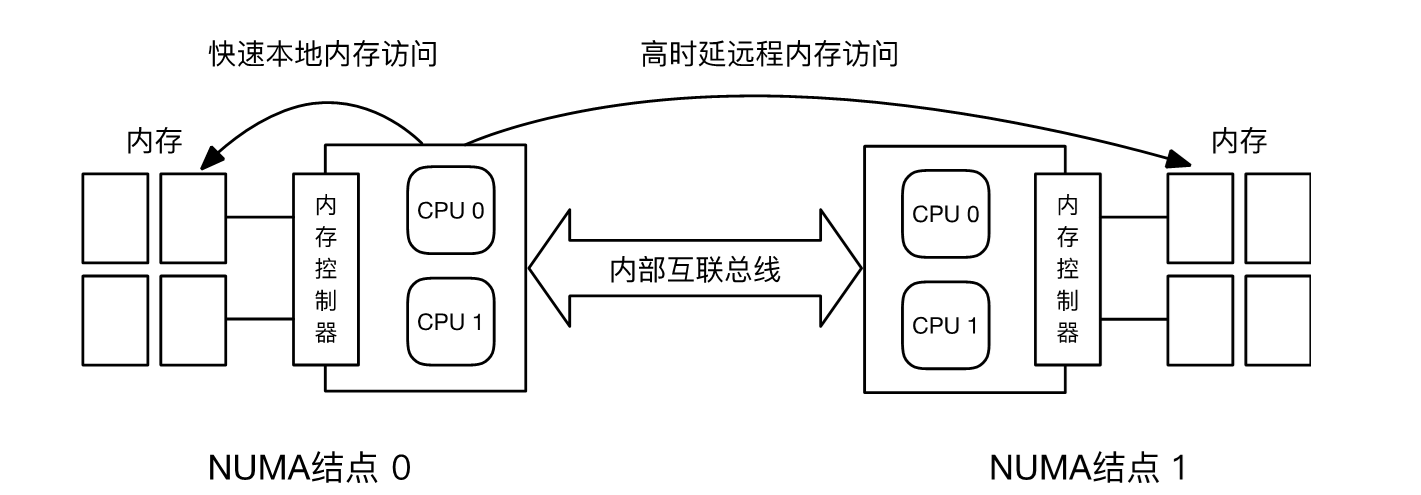 快速本地内存访问
高时延远程内存访问
内存
内存
内存控制器
CPU 0
CPU 1
内部互联总线
CPU 0
CPU 1
内存控制器
NUMA结点 0
NUMA结点 1